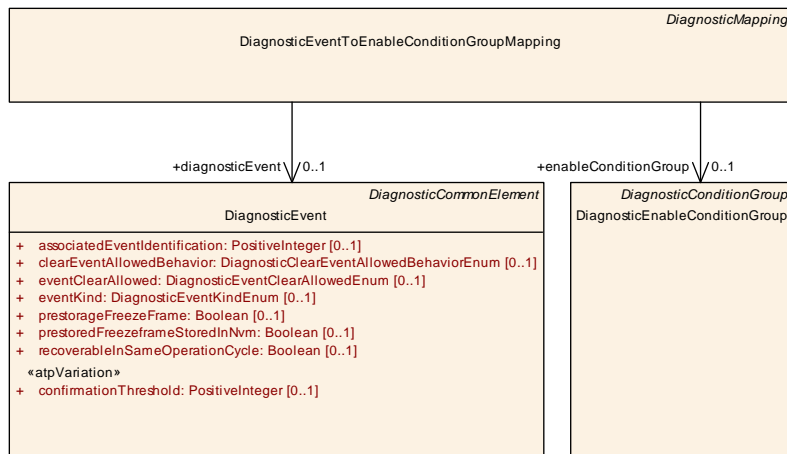 DiagnosticMapping
DiagnosticEventToEnableConditionGroupMapping
+diagnosticEvent 0..1
+enableConditionGroup 0..1
DiagnosticCommonElement
DiagnosticEvent
+ associatedEventIdentification: PositiveInteger [0..1]
+ clearEventAllowedBehavior: DiagnosticClearEventAllowedBehaviorEnum [0..1]
+ eventClearAllowed: DiagnosticEventClearAllowedEnum [0..1]
+ eventKind: DiagnosticEventKindEnum [0..1]
+ prestorageFreezeFrame: Boolean [0..1]
+ prestoredFreezeframeStoredInNvm: Boolean [0..1]
+ recoverableInSameOperationCycle: Boolean [0..1]
«atpVariation»
+ confirmationThreshold: PositiveInteger [0..1]
DiagnosticConditionGroup
DiagnosticEnableConditionGroup